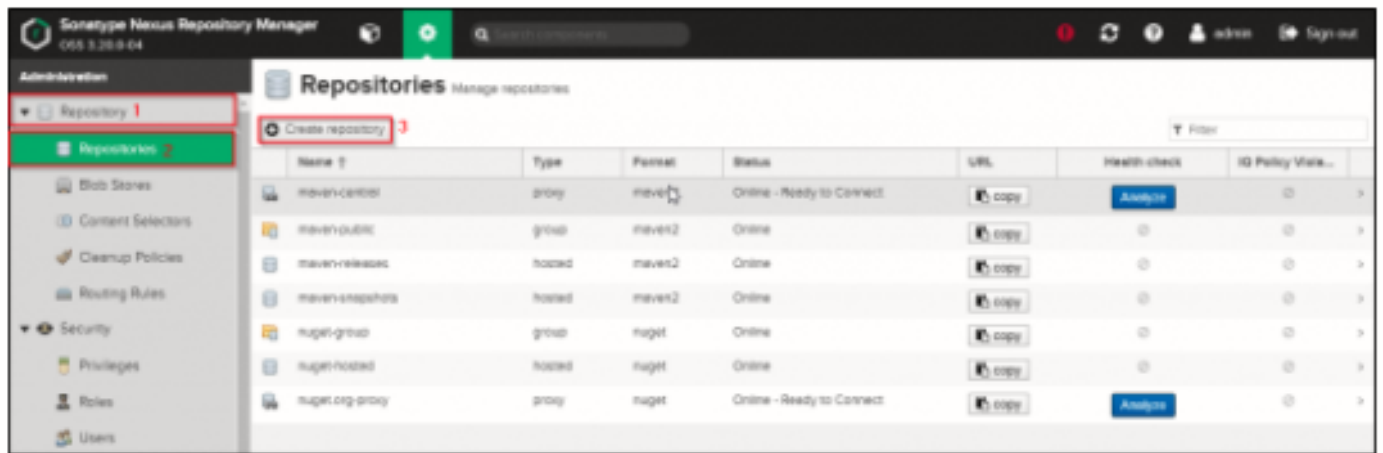 Sonatype Nexus Repository Manager
OSS 3.20.0-04
Search components
admin
Sign out
Administration
Repositories Manage repositories
Repository 1
Create repository 3
Filter
Repositories 2
Name Type Format Status URL Health check IQ Policy Viola...
Blob Stores
maven-central proxy maven2 Online - Ready to Connect copy Analyze
Content Selectors
maven-public group maven2 Online copy
Cleanup Policies
maven-releases hosted maven2 Online copy
Routing Rules
maven-snapshots hosted maven2 Online copy
Security
nuget-group group nuget Online copy
Privileges
nuget-hosted hosted nuget Online copy
Roles
nuget.org-proxy proxy nuget Online - Ready to Connect copy Analyze
Users